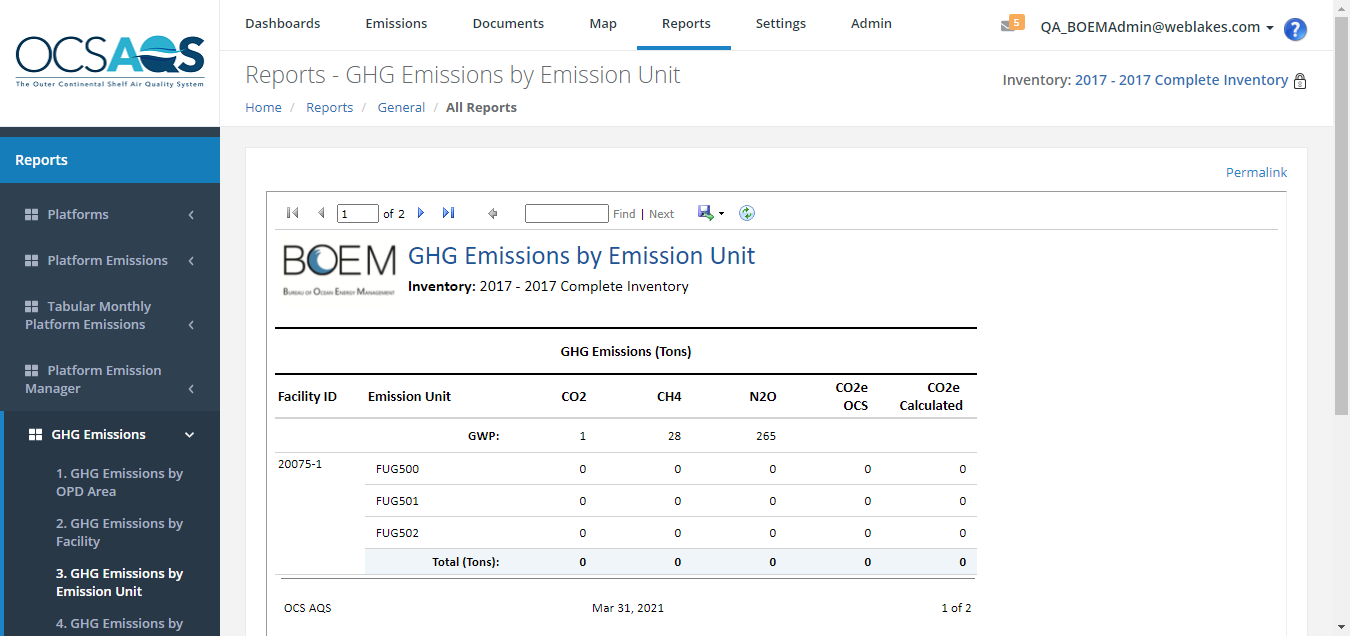 OCSAQS
The Outer Continental Shelf Air Quality System
Dashboards Emissions Documents Map Reports Settings Admin
5 QA_BOEMAdmin@weblakes.com ?
Reports - GHG Emissions by Emission Unit
Inventory: 2017 - 2017 Complete Inventory
Home / Reports / General / All Reports
Reports
Platforms
Platform Emissions
Tabular Monthly
Platform Emissions
Platform Emission
Manager
GHG Emissions
1. GHG Emissions by
OPD Area
2. GHG Emissions by
Facility
3. GHG Emissions by
Emission Unit
4. GHG Emissions by
Permalink
1 of 2 Find | Next
BOEM
Bureau of Ocean Energy Management
GHG Emissions by Emission Unit
Inventory: 2017 - 2017 Complete Inventory
GHG Emissions (Tons)
Facility ID Emission Unit CO2 CH4 N2O CO2e OCS CO2e Calculated
GWP: 1 28 265
20075-1 FUG500 0 0 0 0 0
FUG501 0 0 0 0 0
FUG502 0 0 0 0 0
Total (Tons): 0 0 0 0 0
OCS AQS Mar 31, 2021 1 of 2